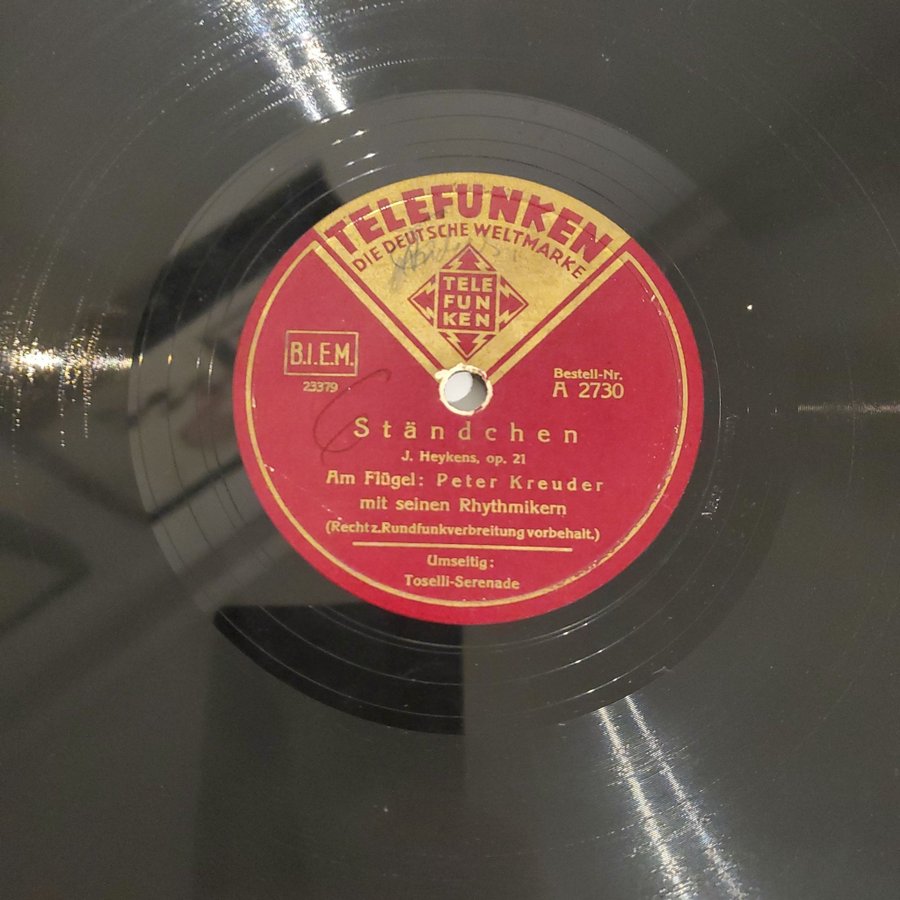 TELEFUNKEN
DIE DEUTSCHE WELTMARKE
TELE
FUN
KEN
B.I.E.M.
23379
Bestell-Nr.
A 2730
Ständchen
J. Heykens, op. 21
Am Flügel: Peter Kreuder
mit seinen Rhythmikern
(Recht z. Rundfunkverbreitung vorbehalt.)
Umseitig:
Toselli-Serenade